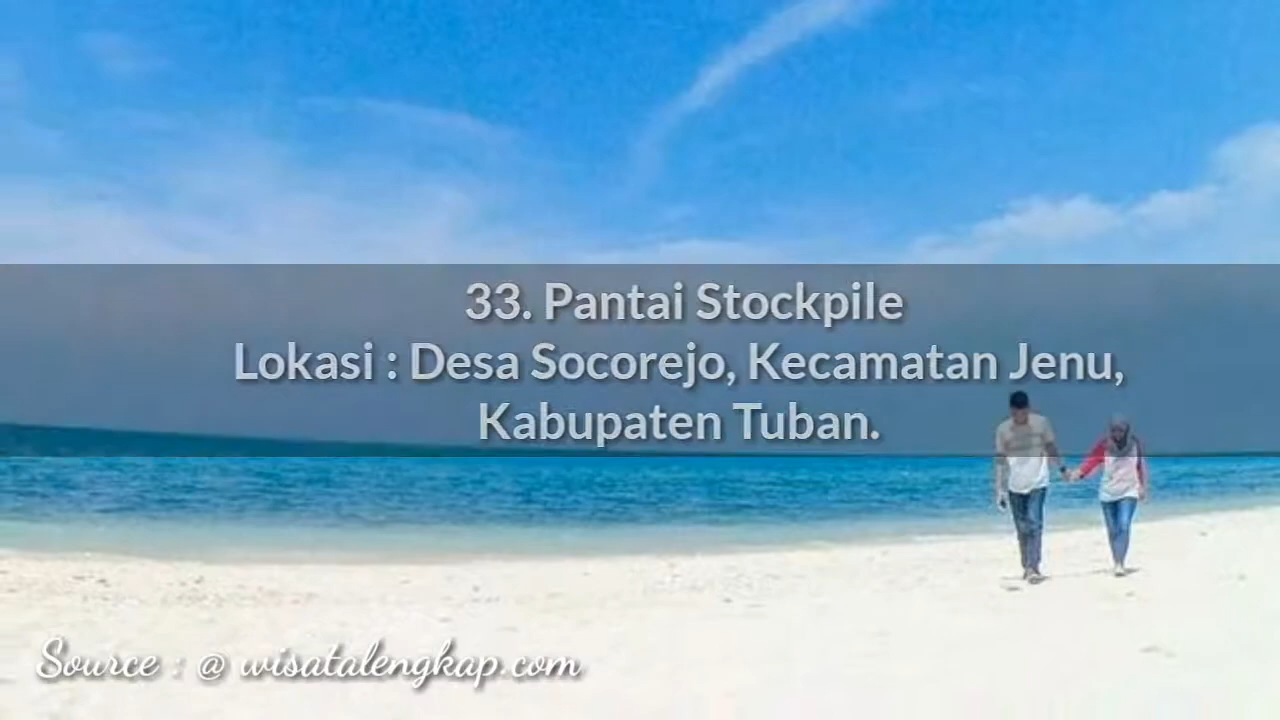 33. Pantai Stockpile
Lokasi : Desa Socorejo, Kecamatan Jenu,
Kabupaten Tuban.
Source : @ wisatalengkap.com